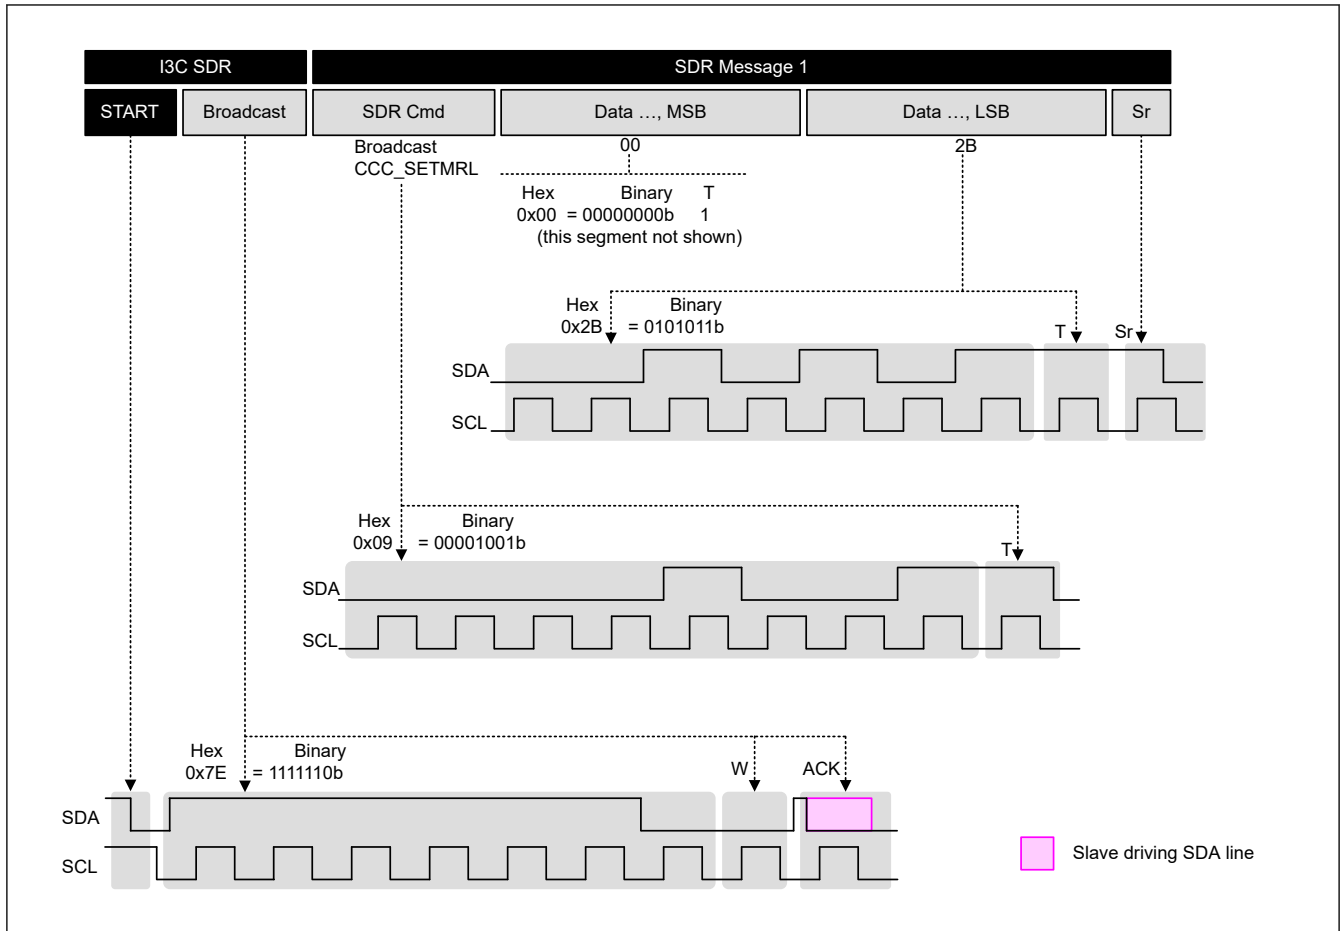 I3C SDR
SDR Message 1
START
Broadcast
SDR Cmd
Data …, MSB
Data …, LSB
Sr
Broadcast
CCC_SETMRL
00
2B
Hex Binary T
0x00 = 00000000b 1
(this segment not shown)
Hex Binary
0x2B = 0101011b
T
Sr
SDA
SCL
Hex Binary
0x09 = 00001001b
T
SDA
SCL
Hex Binary
0x7E = 1111110b
W
ACK
SDA
SCL
Slave driving SDA line